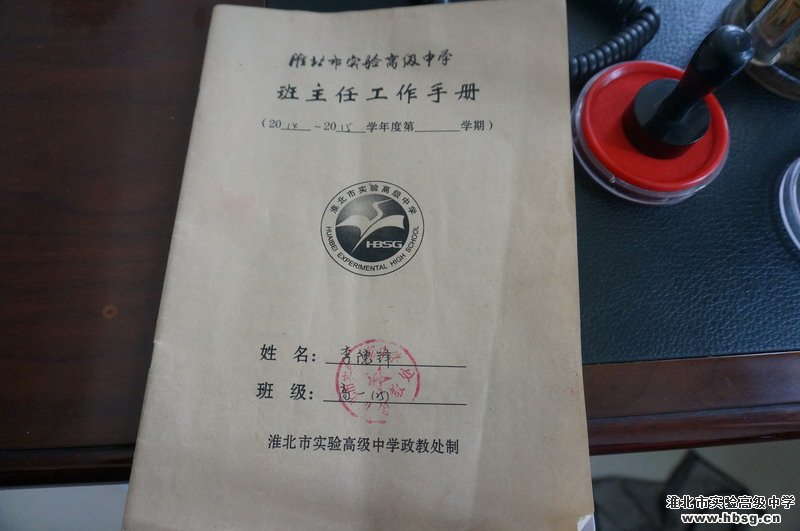 淮北市实验高级中学
班主任工作手册
(2014～2015学年度第 学期)
淮北市实验高级中学
HBSG
HUAIBEI EXPERIMENTAL HIGH SCHOOL
姓 名:
班 级: 高一
淮北市实验高级中学政教处制
淮北市实验高级中学
www.hbsg.cn